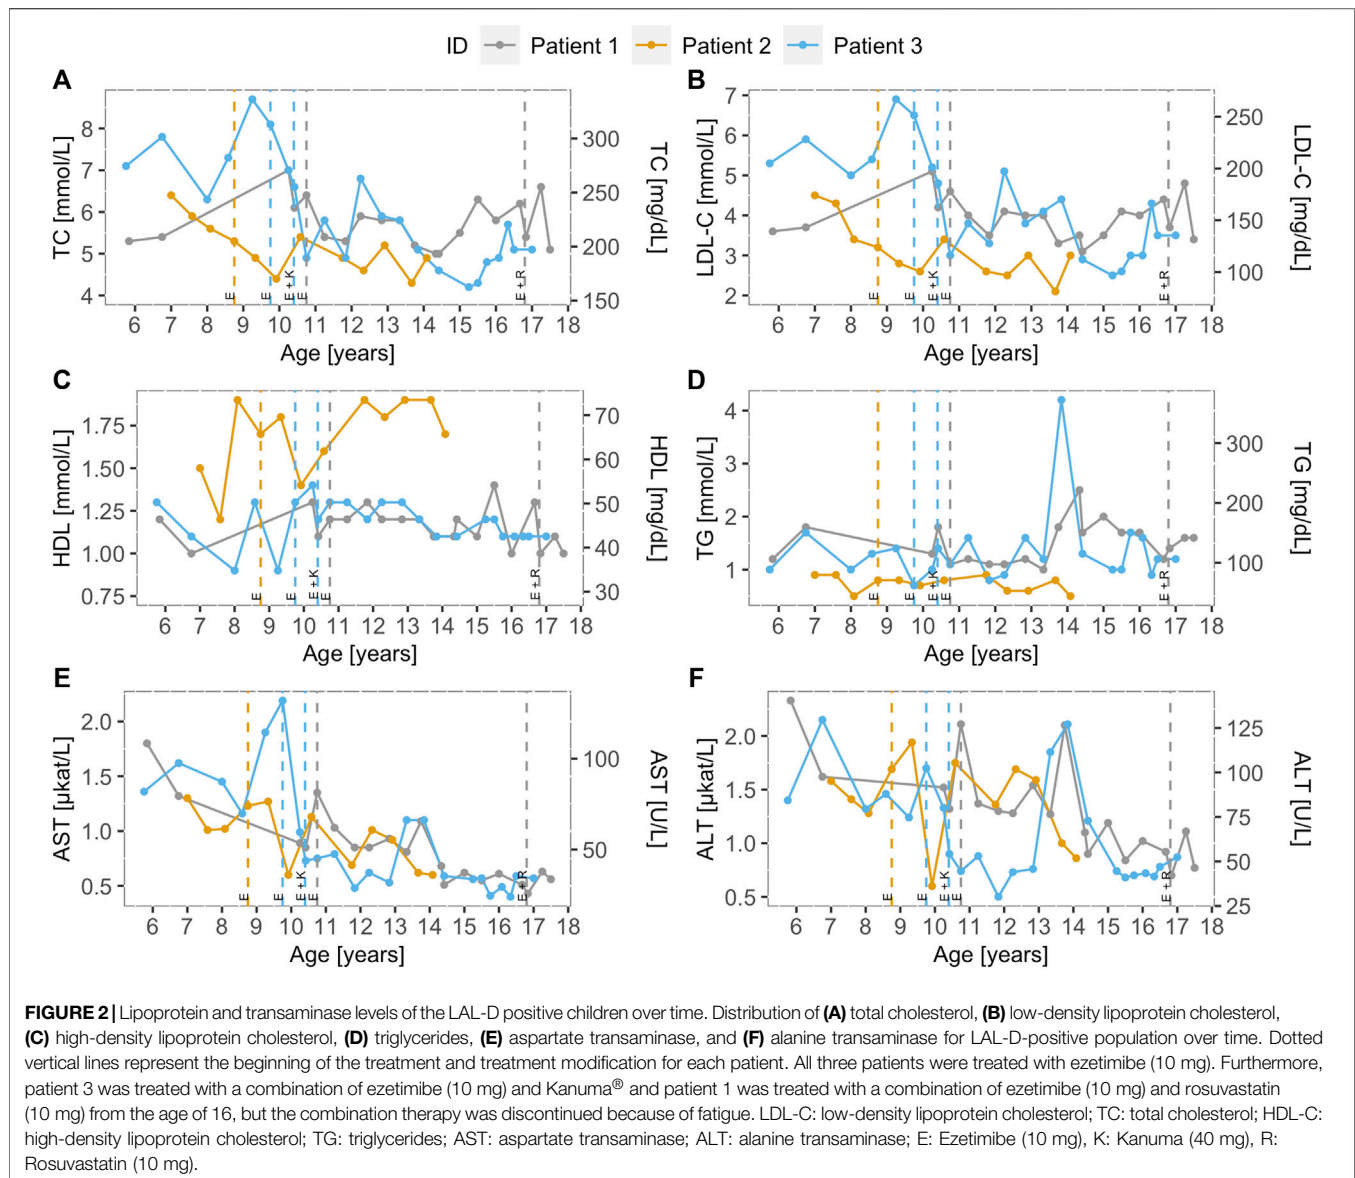 ID Patient 1 Patient 2 Patient 3
A
TC [mmol/L]
8
7
6
5
4
300
250
200
150
TC [mg/dL]
E E E + K E E + R
6 7 8 9 10 11 12 13 14 15 16 17 18
Age [years]
B
LDL-C [mmol/L]
7
6
5
4
3
2
250
200
150
100
LDL-C [mg/dL]
E E E + K E E + R
6 7 8 9 10 11 12 13 14 15 16 17 18
Age [years]
C
HDL [mmol/L]
1.75
1.50
1.25
1.00
0.75
70
60
50
40
30
HDL [mg/dL]
E E E + K E E + R
6 7 8 9 10 11 12 13 14 15 16 17 18
Age [years]
D
TG [mmol/L]
4
3
2
1
300
200
100
TG [mg/dL]
E E E + K E E + R
6 7 8 9 10 11 12 13 14 15 16 17 18
Age [years]
E
AST [µkat/L]
2.0
1.5
1.0
0.5
100
50
AST [U/L]
E E E + K E E + R
6 7 8 9 10 11 12 13 14 15 16 17 18
Age [years]
F
ALT [µkat/L]
2.0
1.5
1.0
0.5
125
100
75
50
25
ALT [U/L]
E E E + K E E + R
6 7 8 9 10 11 12 13 14 15 16 17 18
Age [years]
FIGURE 2 | Lipoprotein and transaminase levels of the LAL-D positive children over time. Distribution of (A) total cholesterol, (B) low-density lipoprotein cholesterol,
(C) high-density lipoprotein cholesterol, (D) triglycerides, (E) aspartate transaminase, and (F) alanine transaminase for LAL-D-positive population over time. Dotted
vertical lines represent the beginning of the treatment and treatment modification for each patient. All three patients were treated with ezetimibe (10 mg). Furthermore,
patient 3 was treated with a combination of ezetimibe (10 mg) and Kanuma® and patient 1 was treated with a combination of ezetimibe (10 mg) and rosuvastatin
(10 mg) from the age of 16, but the combination therapy was discontinued because of fatigue. LDL-C: low-density lipoprotein cholesterol; TC: total cholesterol; HDL-C:
high-density lipoprotein cholesterol; TG: triglycerides; AST: aspartate transaminase; ALT: alanine transaminase; E: Ezetimibe (10 mg), K: Kanuma (40 mg), R:
Rosuvastatin (10 mg).